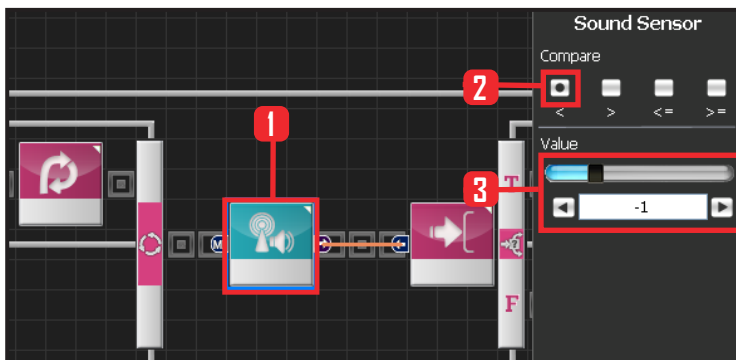 Sound Sensor
Compare
2
< > <= >=
1
Value
3
T
-1
M
F